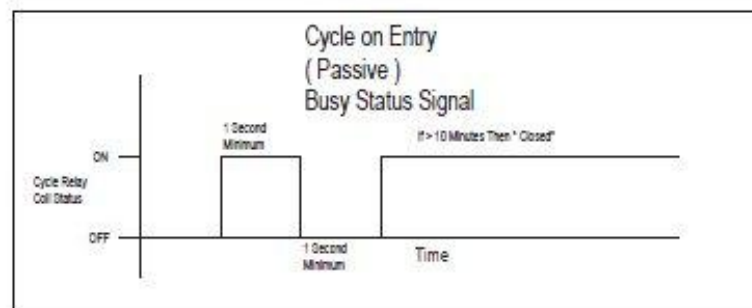 Cycle on Entry
( Passive )
Busy Status Signal
1 Second
Minimum
If > 10 Minutes Then " Closed"
ON
Cycle Relay
Coil Status
OFF
1 Second
Minimum
Time